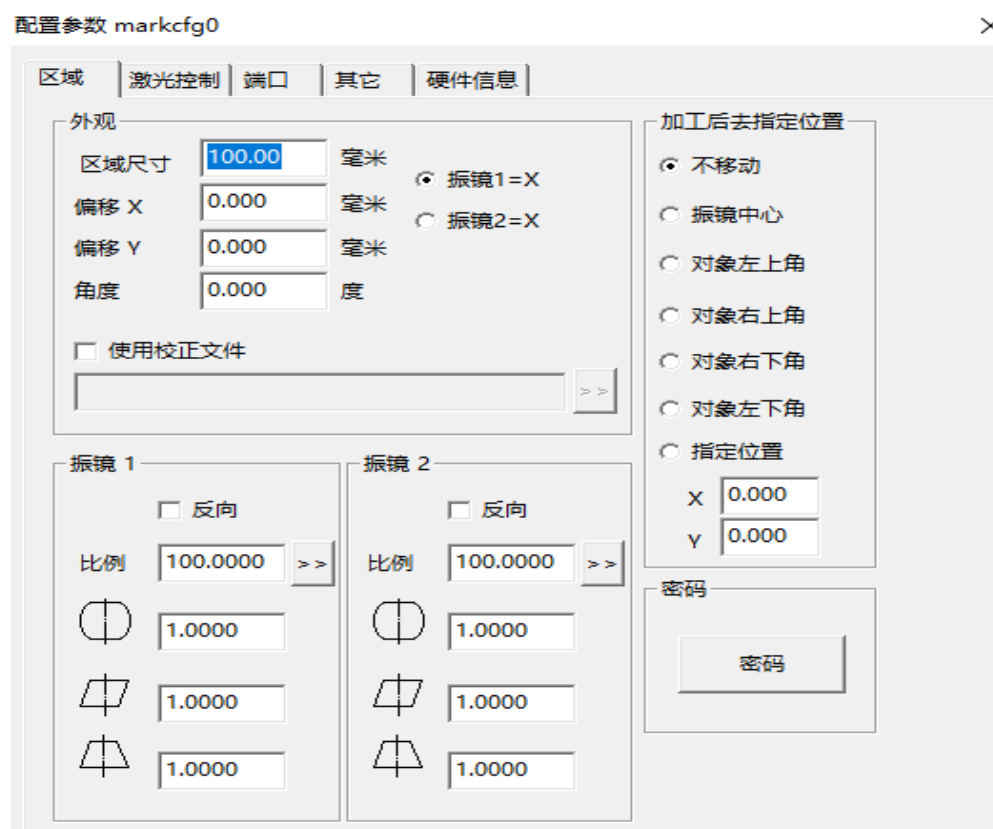 配置参数 markcfg0
区域 激光控制 端口 其它 硬件信息
外观
区域尺寸 100.00 毫米
偏移 X 0.000 毫米
偏移 Y 0.000 毫米
角度 0.000 度
振镜1=X
振镜2=X
使用校正文件
>>
振镜 1
反向
比例 100.0000 >>
1.0000
1.0000
1.0000
振镜 2
反向
比例 100.0000 >>
1.0000
1.0000
1.0000
加工后去指定位置
不移动
振镜中心
对象左上角
对象右上角
对象右下角
对象左下角
指定位置
X 0.000
Y 0.000
密码
密码